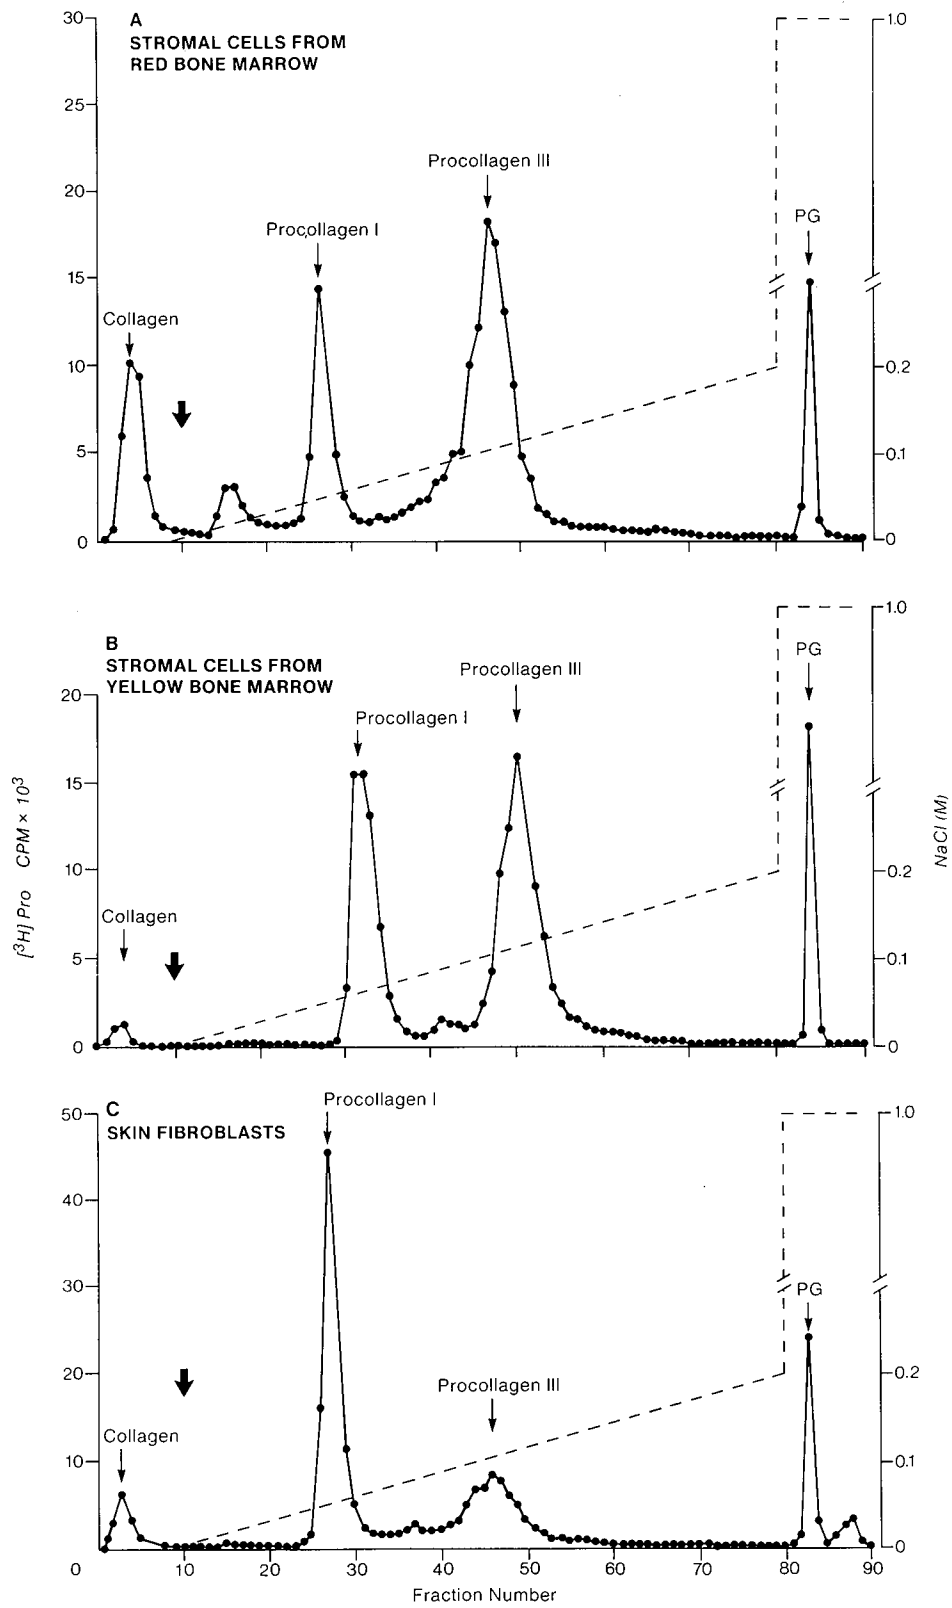 A
STROMAL CELLS FROM
RED BONE MARROW
30
25
20
15
10
5
0
1.0
0.2
0.1
0
Collagen
Procollagen I
Procollagen III
PG
B
STROMAL CELLS FROM
YELLOW BONE MARROW
20
15
10
5
0
1.0
0.2
0.1
0
Collagen
Procollagen I
Procollagen III
PG
[³H] Pro CPM × 10³
NaCl (M)
C
SKIN FIBROBLASTS
50
40
30
20
10
1.0
0.2
0.1
0
Collagen
Procollagen I
Procollagen III
PG
0 10 20 30 40 50 60 70 80 90
Fraction Number